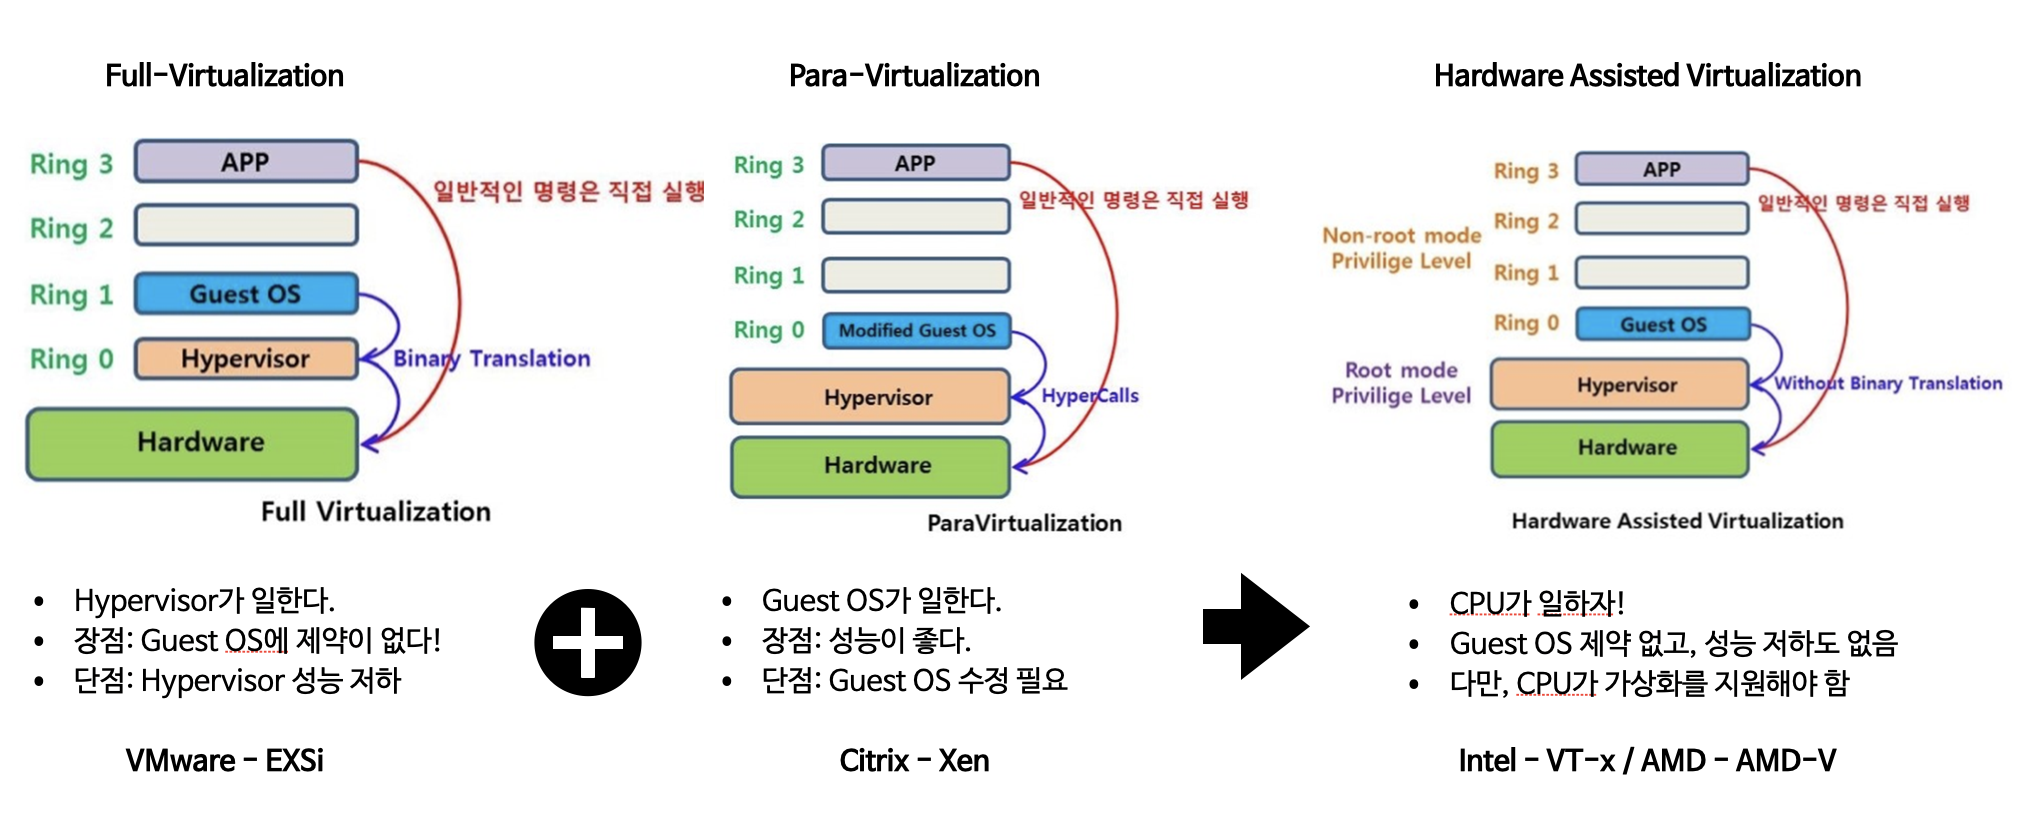 Full-Virtualization
Ring 3
APP
일반적인 명령은 직접 실행
Ring 2
Ring 1
Guest OS
Ring 0
Hypervisor
Binary Translation
Hardware
Full Virtualization
• Hypervisor가 일한다.
• 장점: Guest OS에 제약이 없다!
• 단점: Hypervisor 성능 저하
VMware - EXSi
Para-Virtualization
Ring 3
APP
일반적인 명령은 직접 실행
Ring 2
Ring 1
Ring 0
Modified Guest OS
Hypervisor
HyperCalls
Hardware
ParaVirtualization
• Guest OS가 일한다.
• 장점: 성능이 좋다.
• 단점: Guest OS 수정 필요
Citrix - Xen
Hardware Assisted Virtualization
Ring 3
APP
일반적인 명령은 직접 실행
Ring 2
Non-root mode
Privilige Level
Ring 1
Ring 0
Guest OS
Root mode
Privilige Level
Hypervisor
Without Binary Translation
Hardware
Hardware Assisted Virtualization
• CPU가 일하자!
• Guest OS 제약 없고, 성능 저하도 없음
• 다만, CPU가 가상화를 지원해야 함
Intel - VT-x / AMD - AMD-V